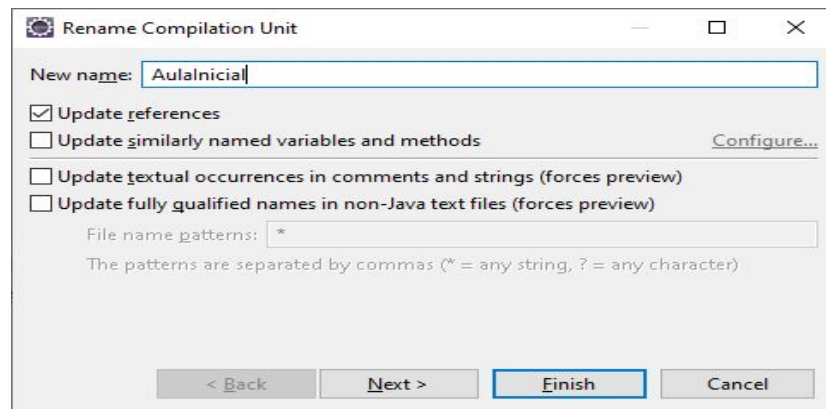 Rename Compilation Unit
New name: AulaInicial
Update references
Update similarly named variables and methods Configure...
Update textual occurrences in comments and strings (forces preview)
Update fully qualified names in non-Java text files (forces preview)
File name patterns: *
The patterns are separated by commas (* = any string, ? = any character)
< Back Next > Finish Cancel